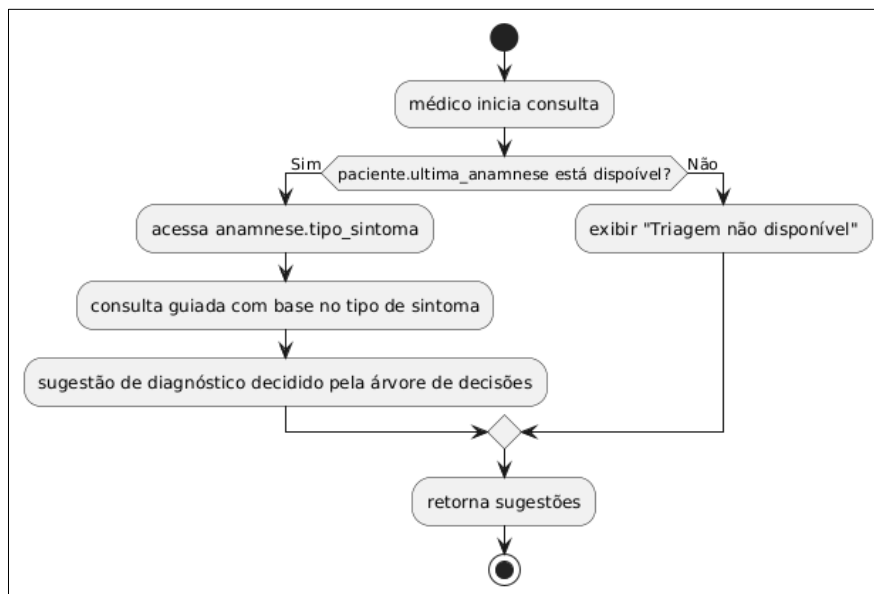 médico inicia consulta
Sim
paciente.ultima_anamnese está dispoível?
Não
acessa anamnese.tipo_sintoma
exibir "Triagem não disponível"
consulta guiada com base no tipo de sintoma
sugestão de diagnóstico decidido pela árvore de decisões
retorna sugestões